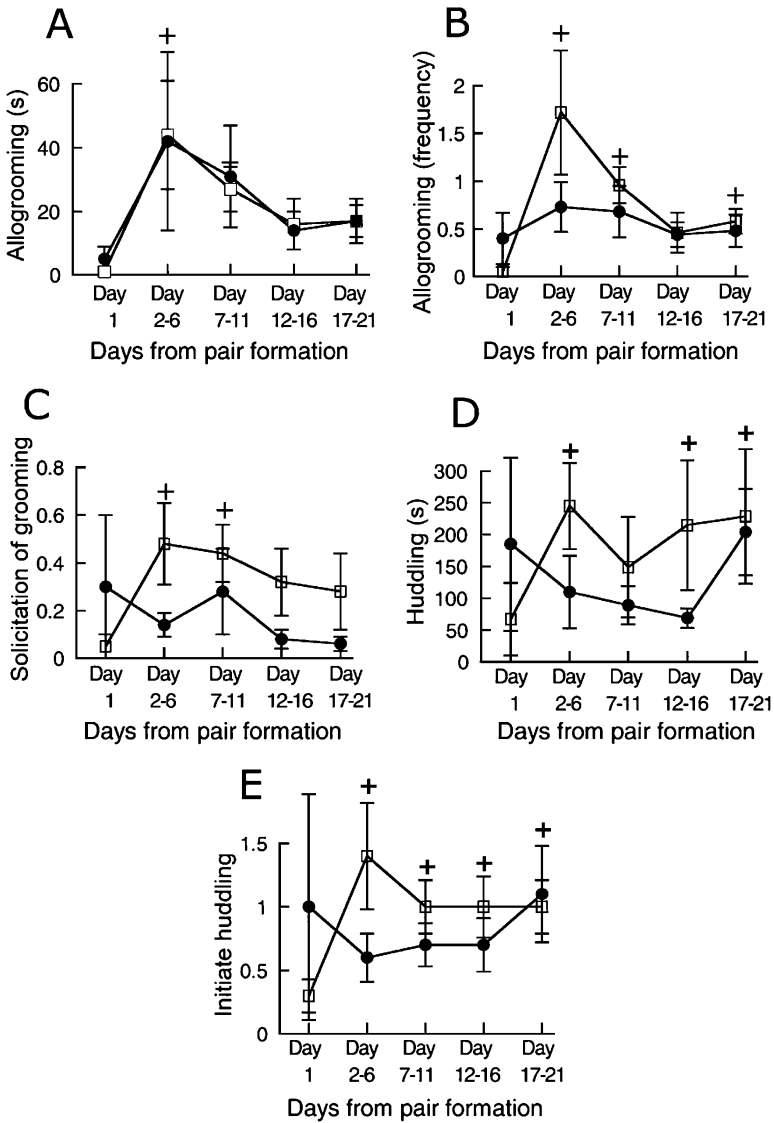 A
Allogrooming (s)
60
40
20
0
+
Day Day Day Day Day
1 2-6 7-11 12-16 17-21
Days from pair formation
B
Allogrooming (frequency)
2
1.5
1
0.5
0
+
+
+
Day Day Day Day Day
1 2-6 7-11 12-16 17-21
Days from pair formation
C
Solicitation of grooming
0.8
0.6
0.4
0.2
0
+ +
Day Day Day Day Day
1 2-6 7-11 12-16 17-21
Days from pair formation
D
Huddling (s)
300
250
200
150
100
50
0
+ + +
Day Day Day Day Day
1 2-6 7-11 12-16 17-21
Days from pair formation
E
Initiate huddling
1.5
1
0.5
0
+ + + +
Day Day Day Day Day
1 2-6 7-11 12-16 17-21
Days from pair formation